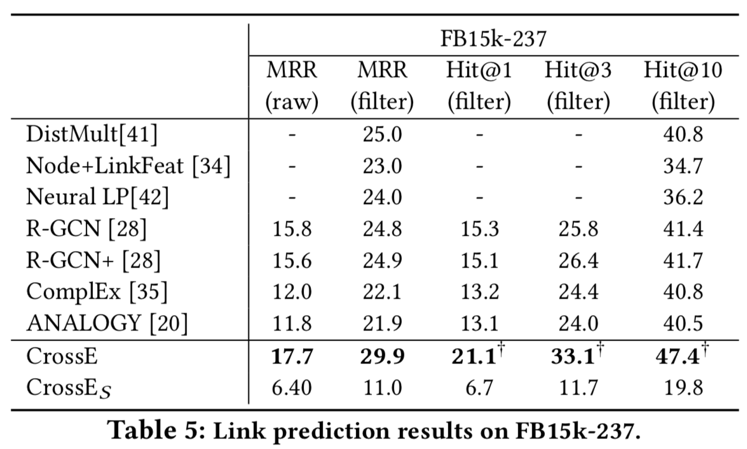 FB15k-237
MRR MRR Hit@1 Hit@3 Hit@10
(raw) (filter) (filter) (filter) (filter)
DistMult[41] - 25.0 - - 40.8
Node+LinkFeat [34] - 23.0 - - 34.7
Neural LP[42] - 24.0 - - 36.2
R-GCN [28] 15.8 24.8 15.3 25.8 41.4
R-GCN+ [28] 15.6 24.9 15.1 26.4 41.7
ComplEx [35] 12.0 22.1 13.2 24.4 40.8
ANALOGY [20] 11.8 21.9 13.1 24.0 40.5
CrossE 17.7 29.9 21.1† 33.1† 47.4†
CrossES 6.40 11.0 6.7 11.7 19.8
Table 5: Link prediction results on FB15k-237.